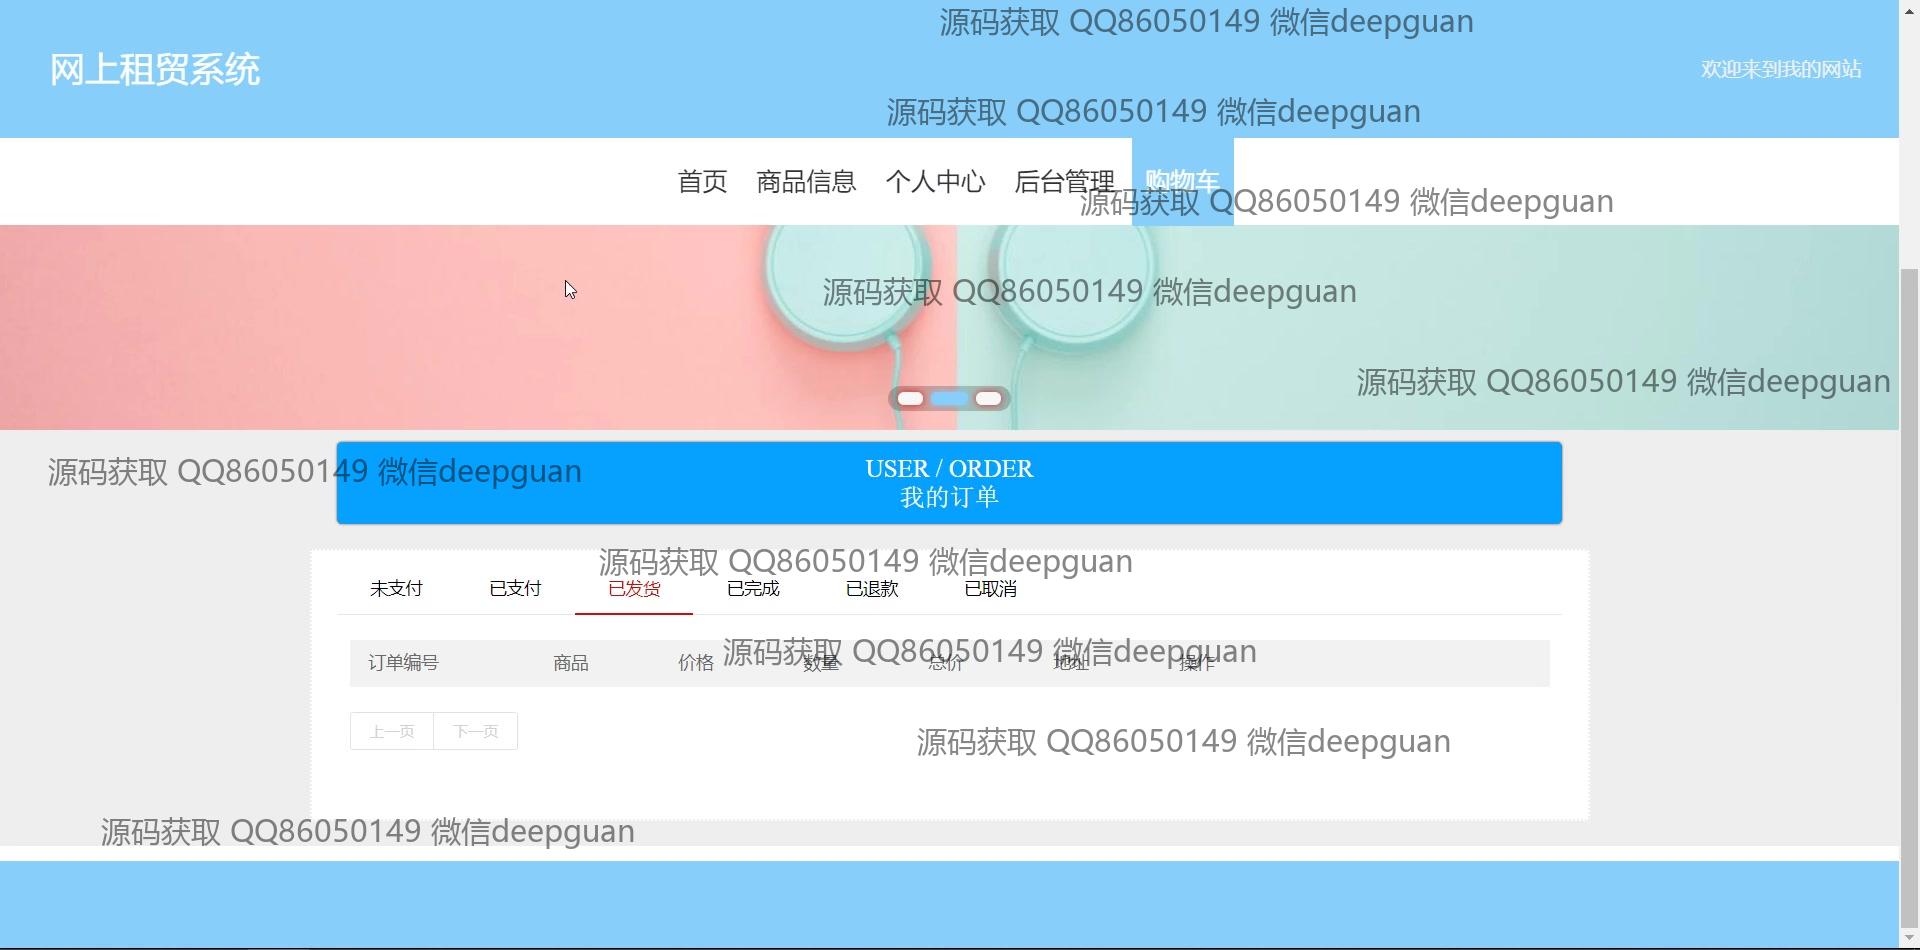 源码获取 QQ86050149 微信deepguan
网上租贸系统
欢迎来到我的网站
源码获取 QQ86050149 微信deepguan
首页 商品信息 个人中心 后台管理 购物车
源码获取 QQ86050149 微信deepguan
源码获取 QQ86050149 微信deepguan
源码获取 QQ86050149 微信deepguan
源码获取 QQ86050149 微信deepguan
USER / ORDER
我的订单
源码获取 QQ86050149 微信deepguan
未支付 已支付 已发货 已完成 已退款 已取消
源码获取 QQ86050149 微信deepguan
订单编号 商品 价格 数量 总价 地址 操作
上一页 下一页
源码获取 QQ86050149 微信deepguan
源码获取 QQ86050149 微信deepguan